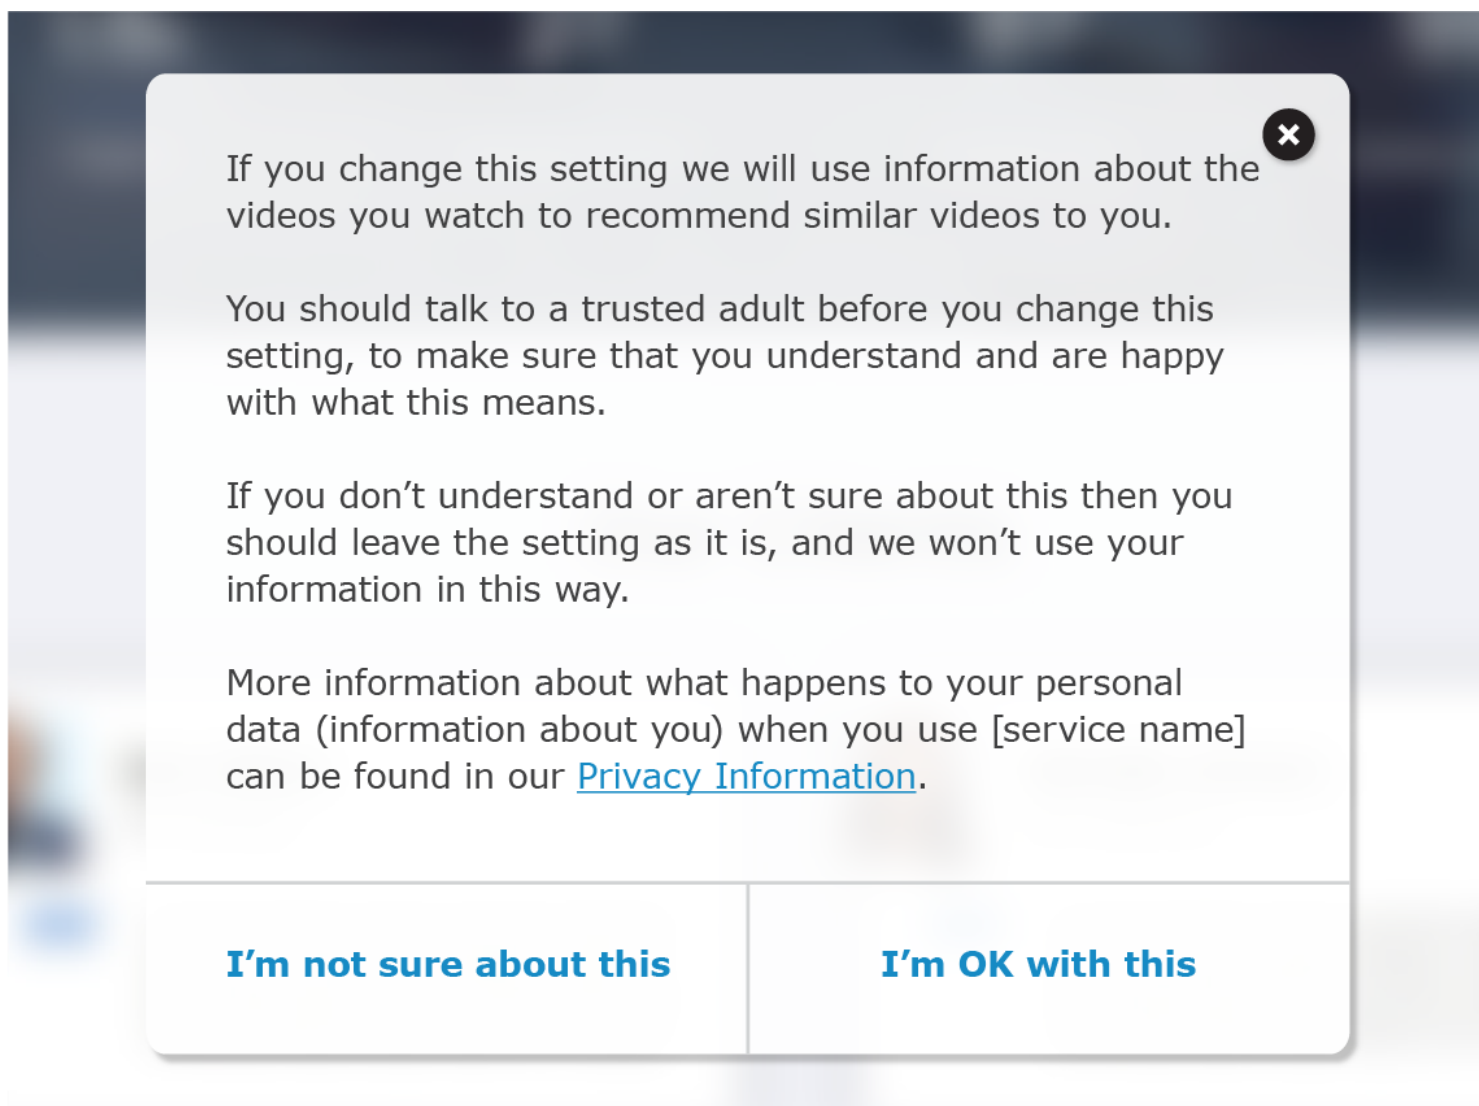 If you change this setting we will use information about the
videos you watch to recommend similar videos to you.
You should talk to a trusted adult before you change this
setting, to make sure that you understand and are happy
with what this means.
If you don’t understand or aren’t sure about this then you
should leave the setting as it is, and we won’t use your
information in this way.
More information about what happens to your personal
data (information about you) when you use [service name]
can be found in our Privacy Information.
I’m not sure about this
I’m OK with this